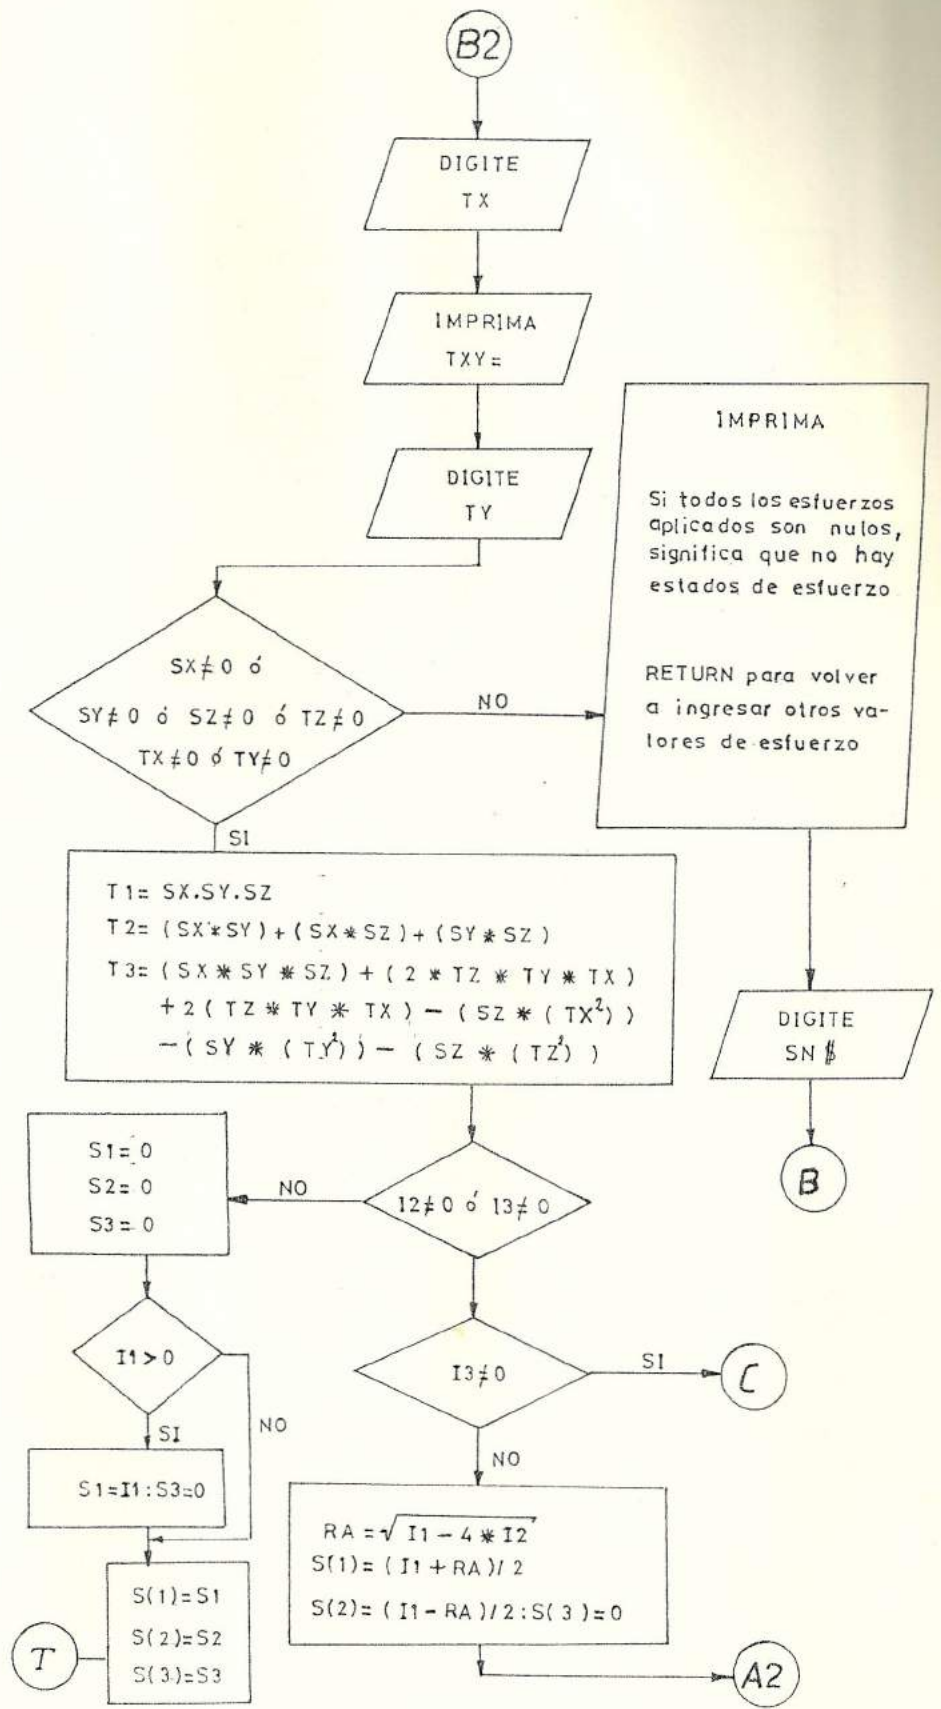 B2
DIGITE
TX
IMPRIMA
TXY=
DIGITE
TY
IMPRIMA
Si todos los esfuerzos
aplicados son nulos,
significa que no hay
estados de esfuerzo
RETURN para volver
a ingresar otros va-
lores de esfuerzo
SX≠0 ó
SY≠0 ó SZ≠0 ó TZ≠0
TX≠0 ó TY≠0
NO
SI
T1= SX.SY.SZ
T2= (SX*SY)+(SX*SZ)+(SY*SZ)
T3= (SX*SY*SZ)+(2*TZ*TY*TX)
+2(TZ*TY*TX)-(SZ*(TX²))
-(SY*(TY²))-(SZ*(TZ²))
DIGITE
SN$
B
S1=0
S2=0
S3=0
NO
I2≠0 ó I3≠0
I1>0
NO
SI
I3≠0
SI
C
NO
S1=I1:S3=0
RA=√I1-4*I2
S(1)=(I1+RA)/2
S(2)=(I1-RA)/2:S(3)=0
S(1)=S1
S(2)=S2
S(3)=S3
T
A2